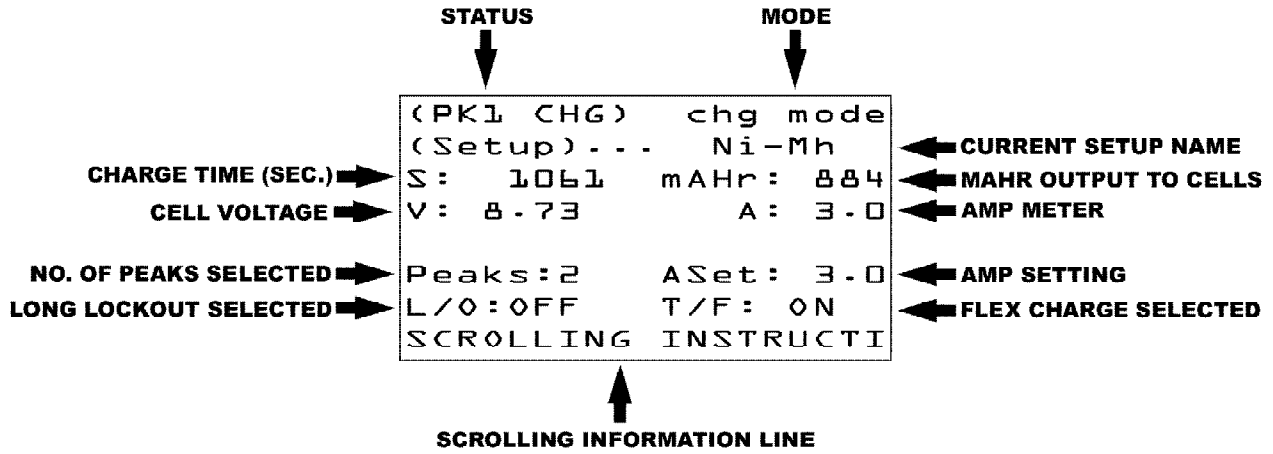 STATUS MODE
(PK1 CHG) chg mode
(Setup)... Ni-Mh CURRENT SETUP NAME
CHARGE TIME (SEC.) S: 1061 mAHr: 884 MAHR OUTPUT TO CELLS
CELL VOLTAGE V: 8.73 A: 3.0 AMP METER
NO. OF PEAKS SELECTED Peaks:2 ASet: 3.0 AMP SETTING
LONG LOCKOUT SELECTED L/O:OFF T/F: ON FLEX CHARGE SELECTED
SCROLLING INSTRUCTI
SCROLLING INFORMATION LINE